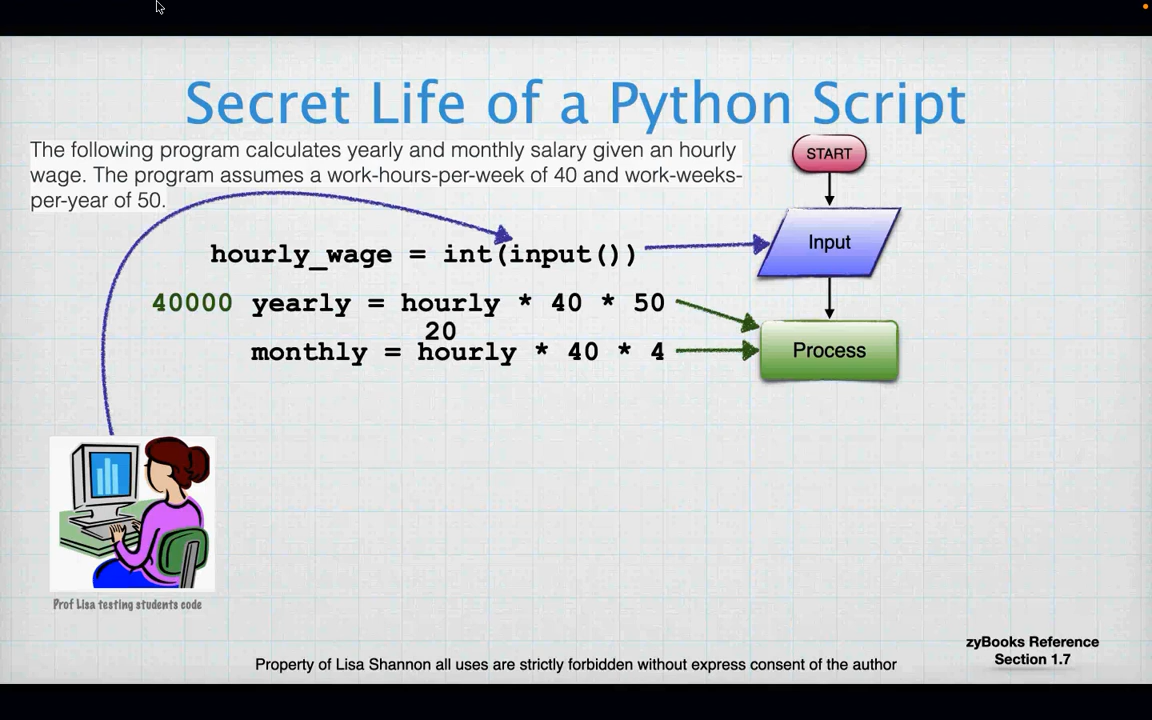 Secret Life of a Python Script
The following program calculates yearly and monthly salary given an hourly
wage. The program assumes a work-hours-per-week of 40 and work-weeks-
per-year of 50.
START
hourly_wage = int(input())
Input
40000 yearly = hourly * 40 * 50
20
monthly = hourly * 40 * 4
Process
Prof Lisa testing students code
zyBooks Reference
Section 1.7
Property of Lisa Shannon all uses are strictly forbidden without express consent of the author